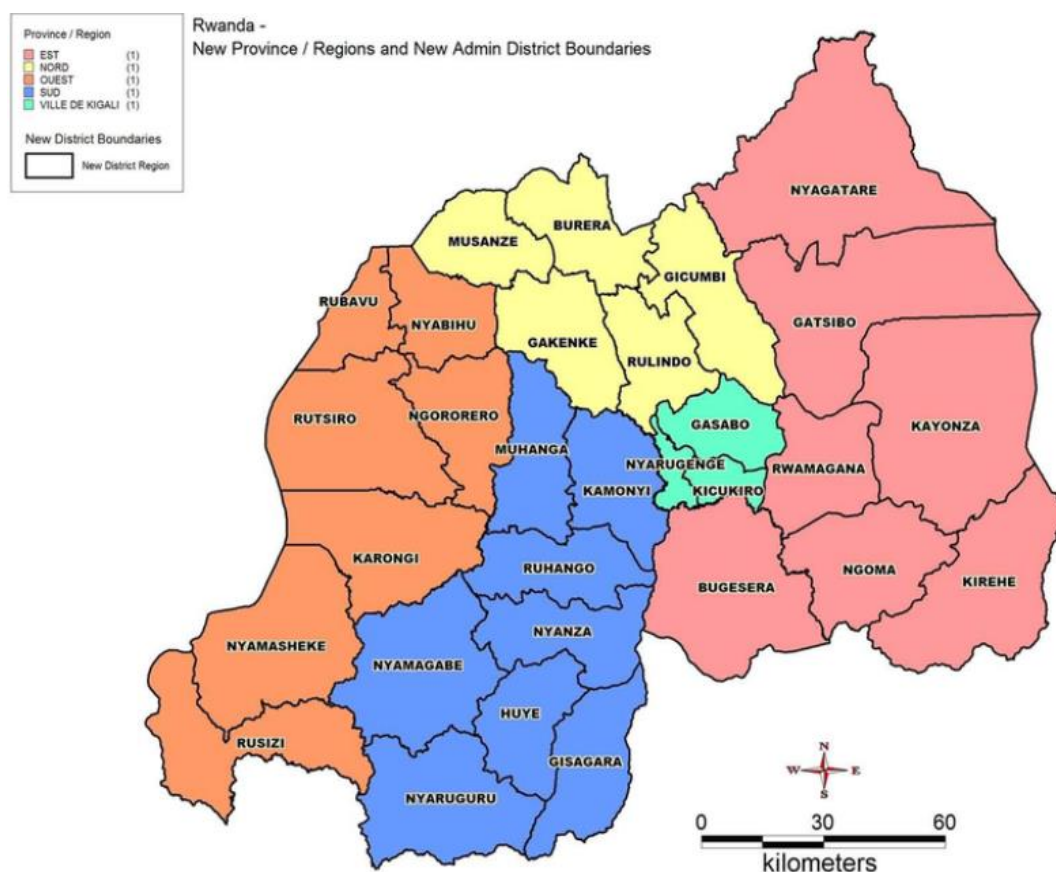 Rwanda -
New Province / Regions and New Admin District Boundaries
Province / Region
EST (1)
NORD (1)
OUEST (1)
SUD (1)
VILLE DE KIGALI (1)
New District Boundaries
New District Region
NYAGATARE
BURERA
MUSANZE
GICUMBI
RUBAVU
NYABIHU
GATSIBO
GAKENKE
RULINDO
RUTSIRO
NGORORERO
GASABO
KAYONZA
MUHANGA
NYARUGENGE
RWAMAGANA
KAMONYI
KICUKIRO
KARONGI
RUHANGO
BUGESERA
NGOMA
KIREHE
NYAMASHEKE
NYANZA
NYAMAGABE
HUYE
RUSIZI
GISAGARA
NYARUGURU
N
W E
S
0 30 60
kilometers